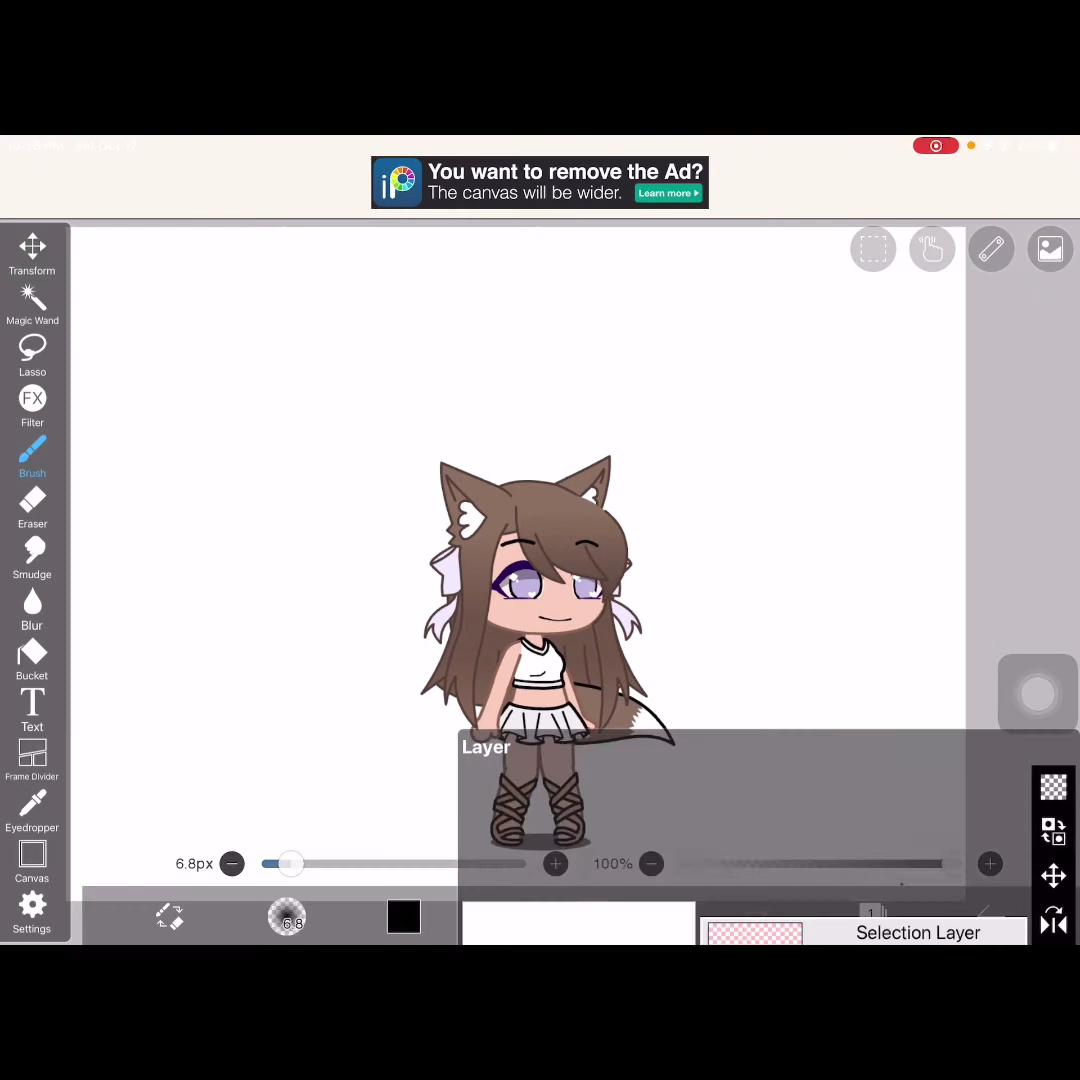 You want to remove the Ad?
The canvas will be wider.
Learn more
Transform
Magic Wand
Lasso
FX
Filter
Brush
Eraser
Smudge
Blur
Bucket
T
Text
Frame Divider
Eyedropper
Canvas
Settings
Layer
6.8px
100%
6.8
1
Selection Layer